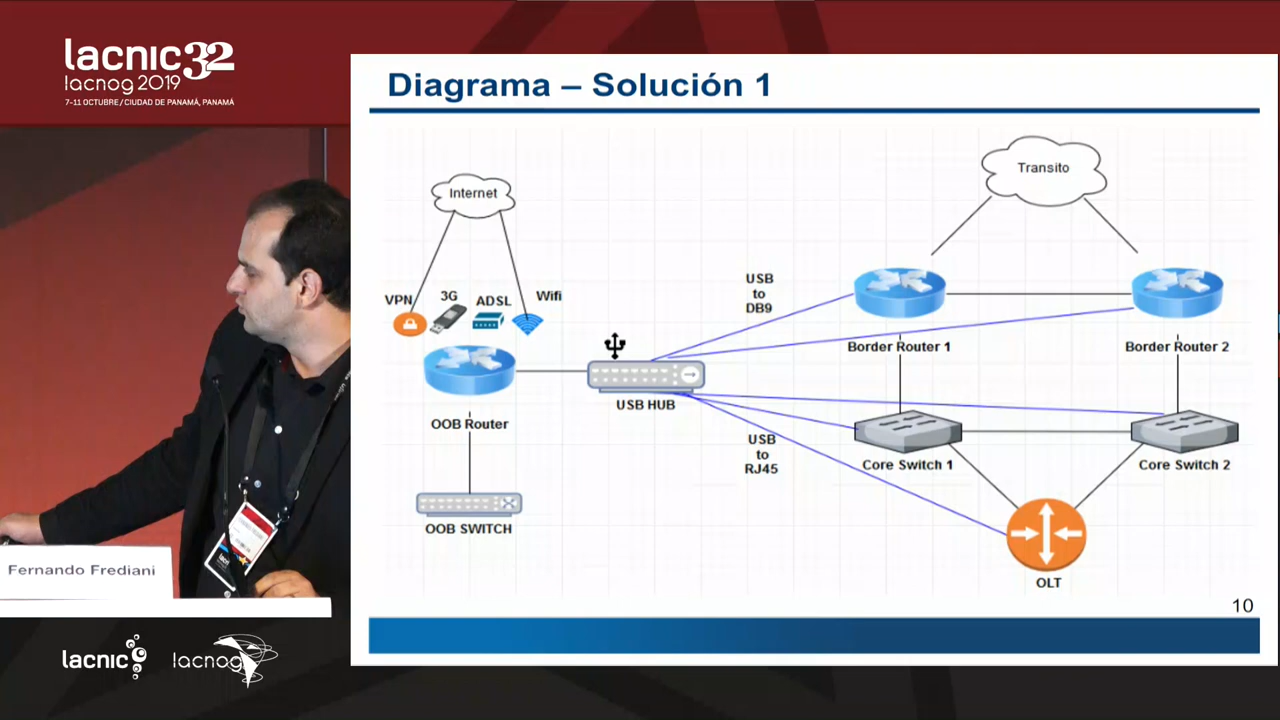 lacnic 32
lacnog 2019
7-11 OCTUBRE / CIUDAD DE PANAMÁ, PANAMÁ
Diagrama – Solución 1
Internet
Transito
VPN
3G
ADSL
Wifi
USB
to
DB9
OOB Router
USB HUB
Border Router 1
Border Router 2
USB
to
RJ45
Core Switch 1
Core Switch 2
OOB SWITCH
OLT
10
Fernando Frediani
lacnic
lacnog